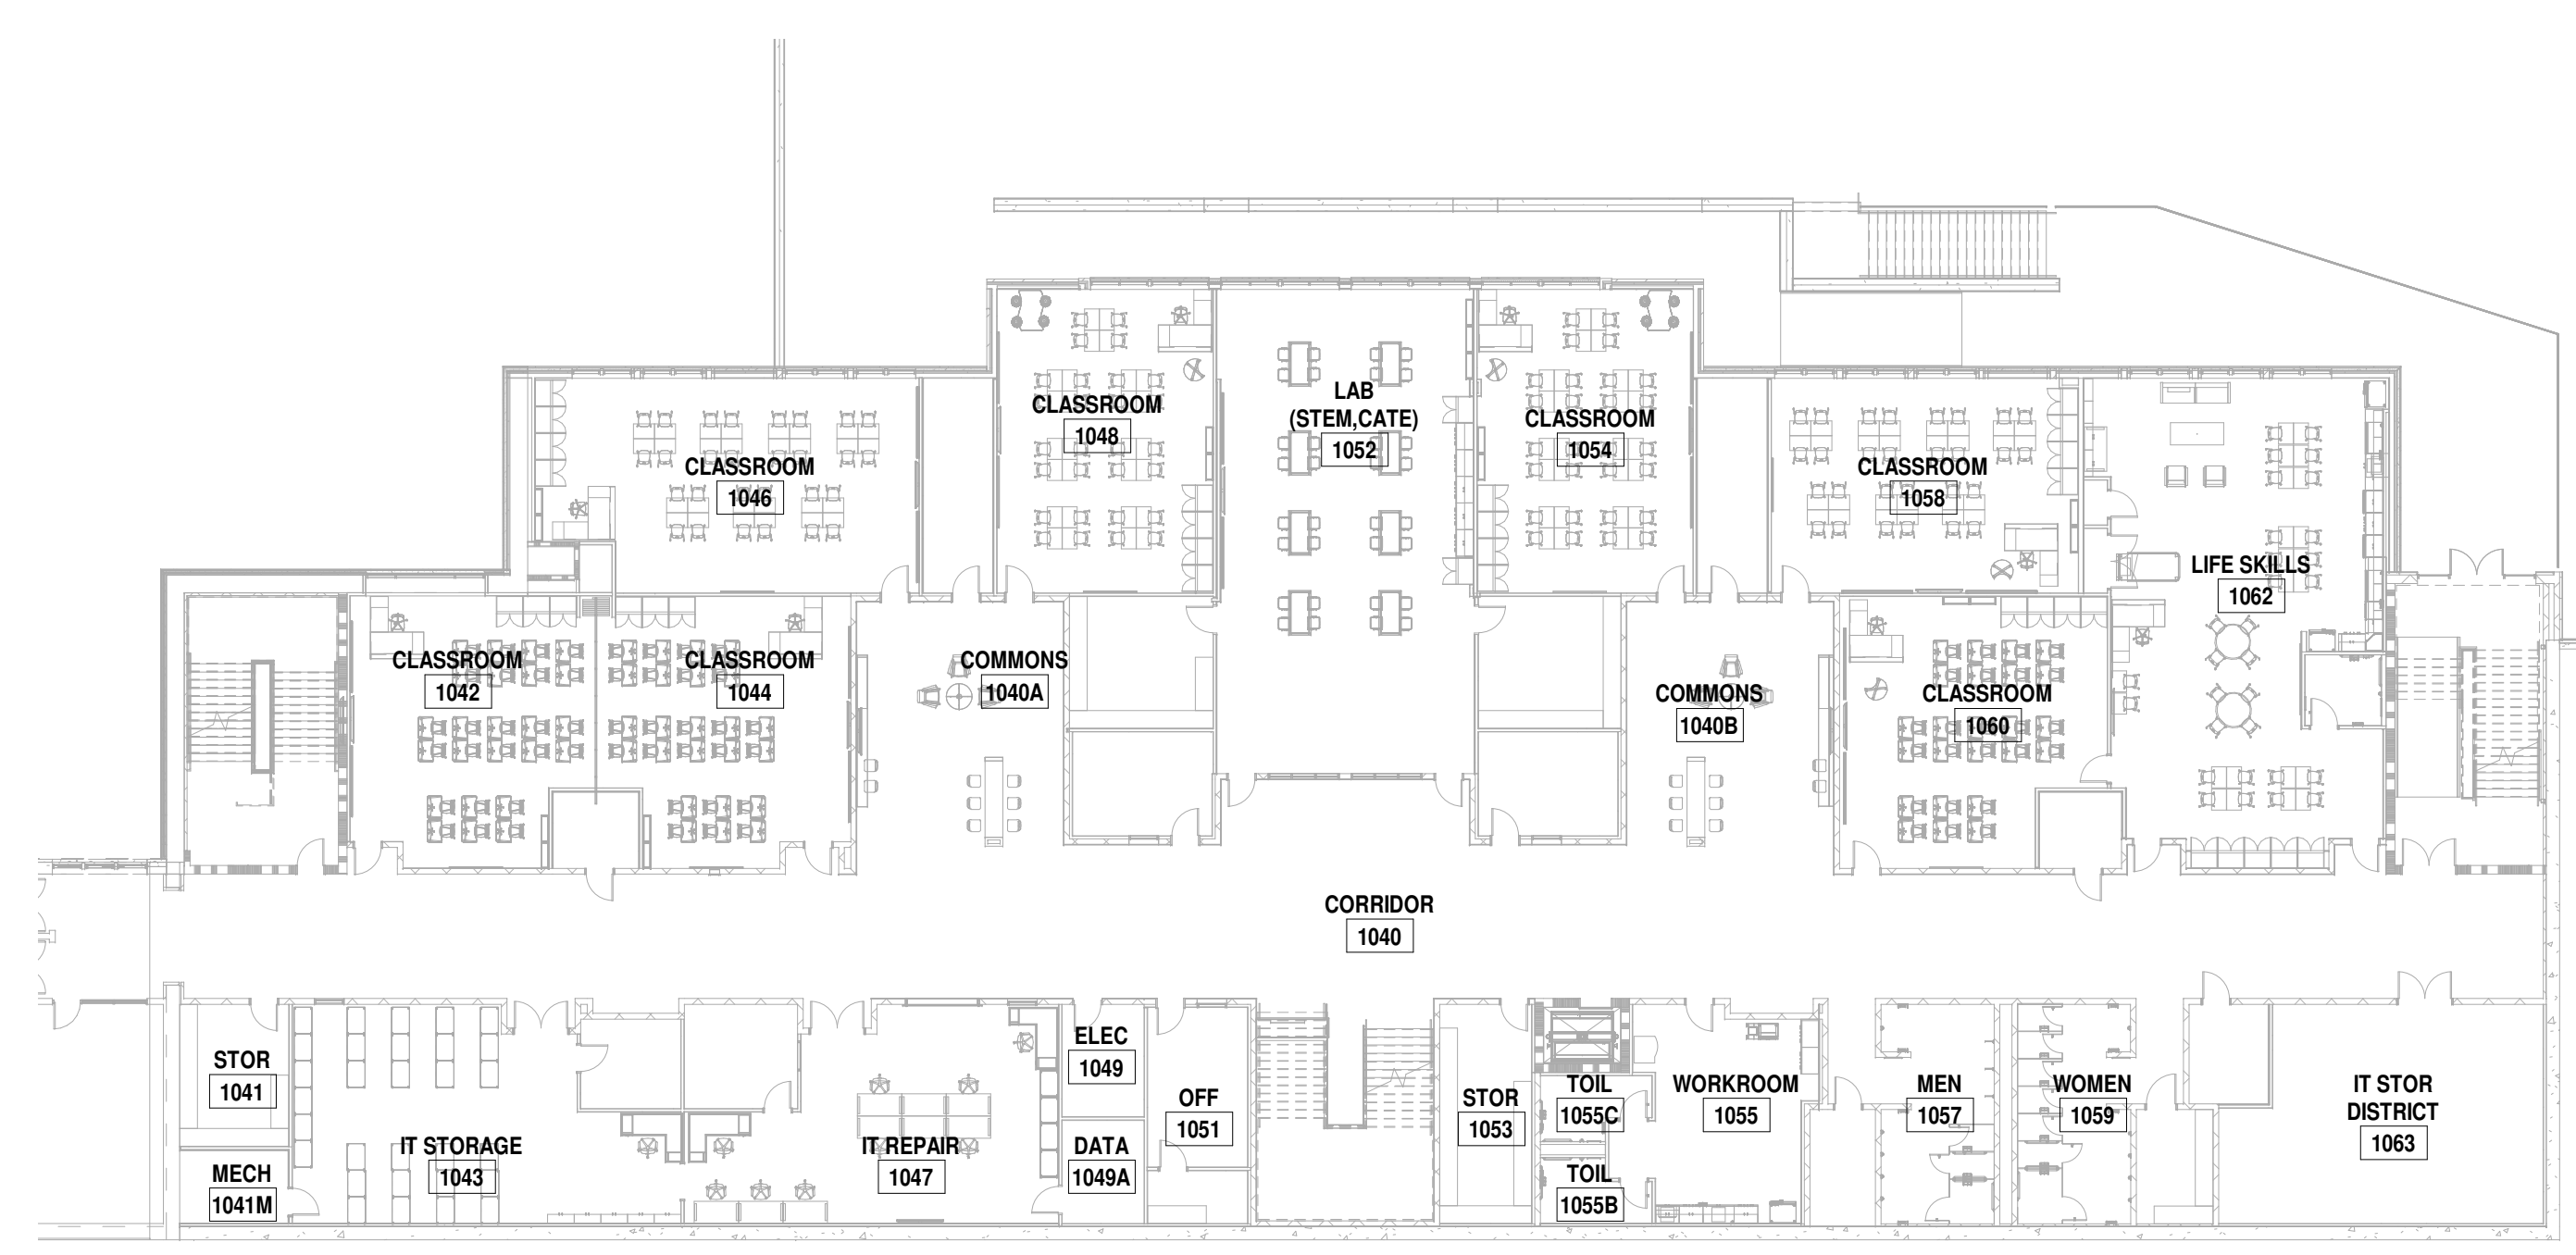 LAB
(STEM,CATE)
1052
CLASSROOM
1048
CLASSROOM
1054
CLASSROOM
1046
CLASSROOM
1058
LIFE SKILLS
1062
CLASSROOM
1042
CLASSROOM
1044
COMMONS
1040A
COMMONS
1040B
CLASSROOM
1060
CORRIDOR
1040
STOR
1041
MECH
1041M
IT STORAGE
1043
IT REPAIR
1047
ELEC
1049
DATA
1049A
OFF
1051
STOR
1053
TOIL
1055C
TOIL
1055B
WORKROOM
1055
MEN
1057
WOMEN
1059
IT STOR
DISTRICT
1063